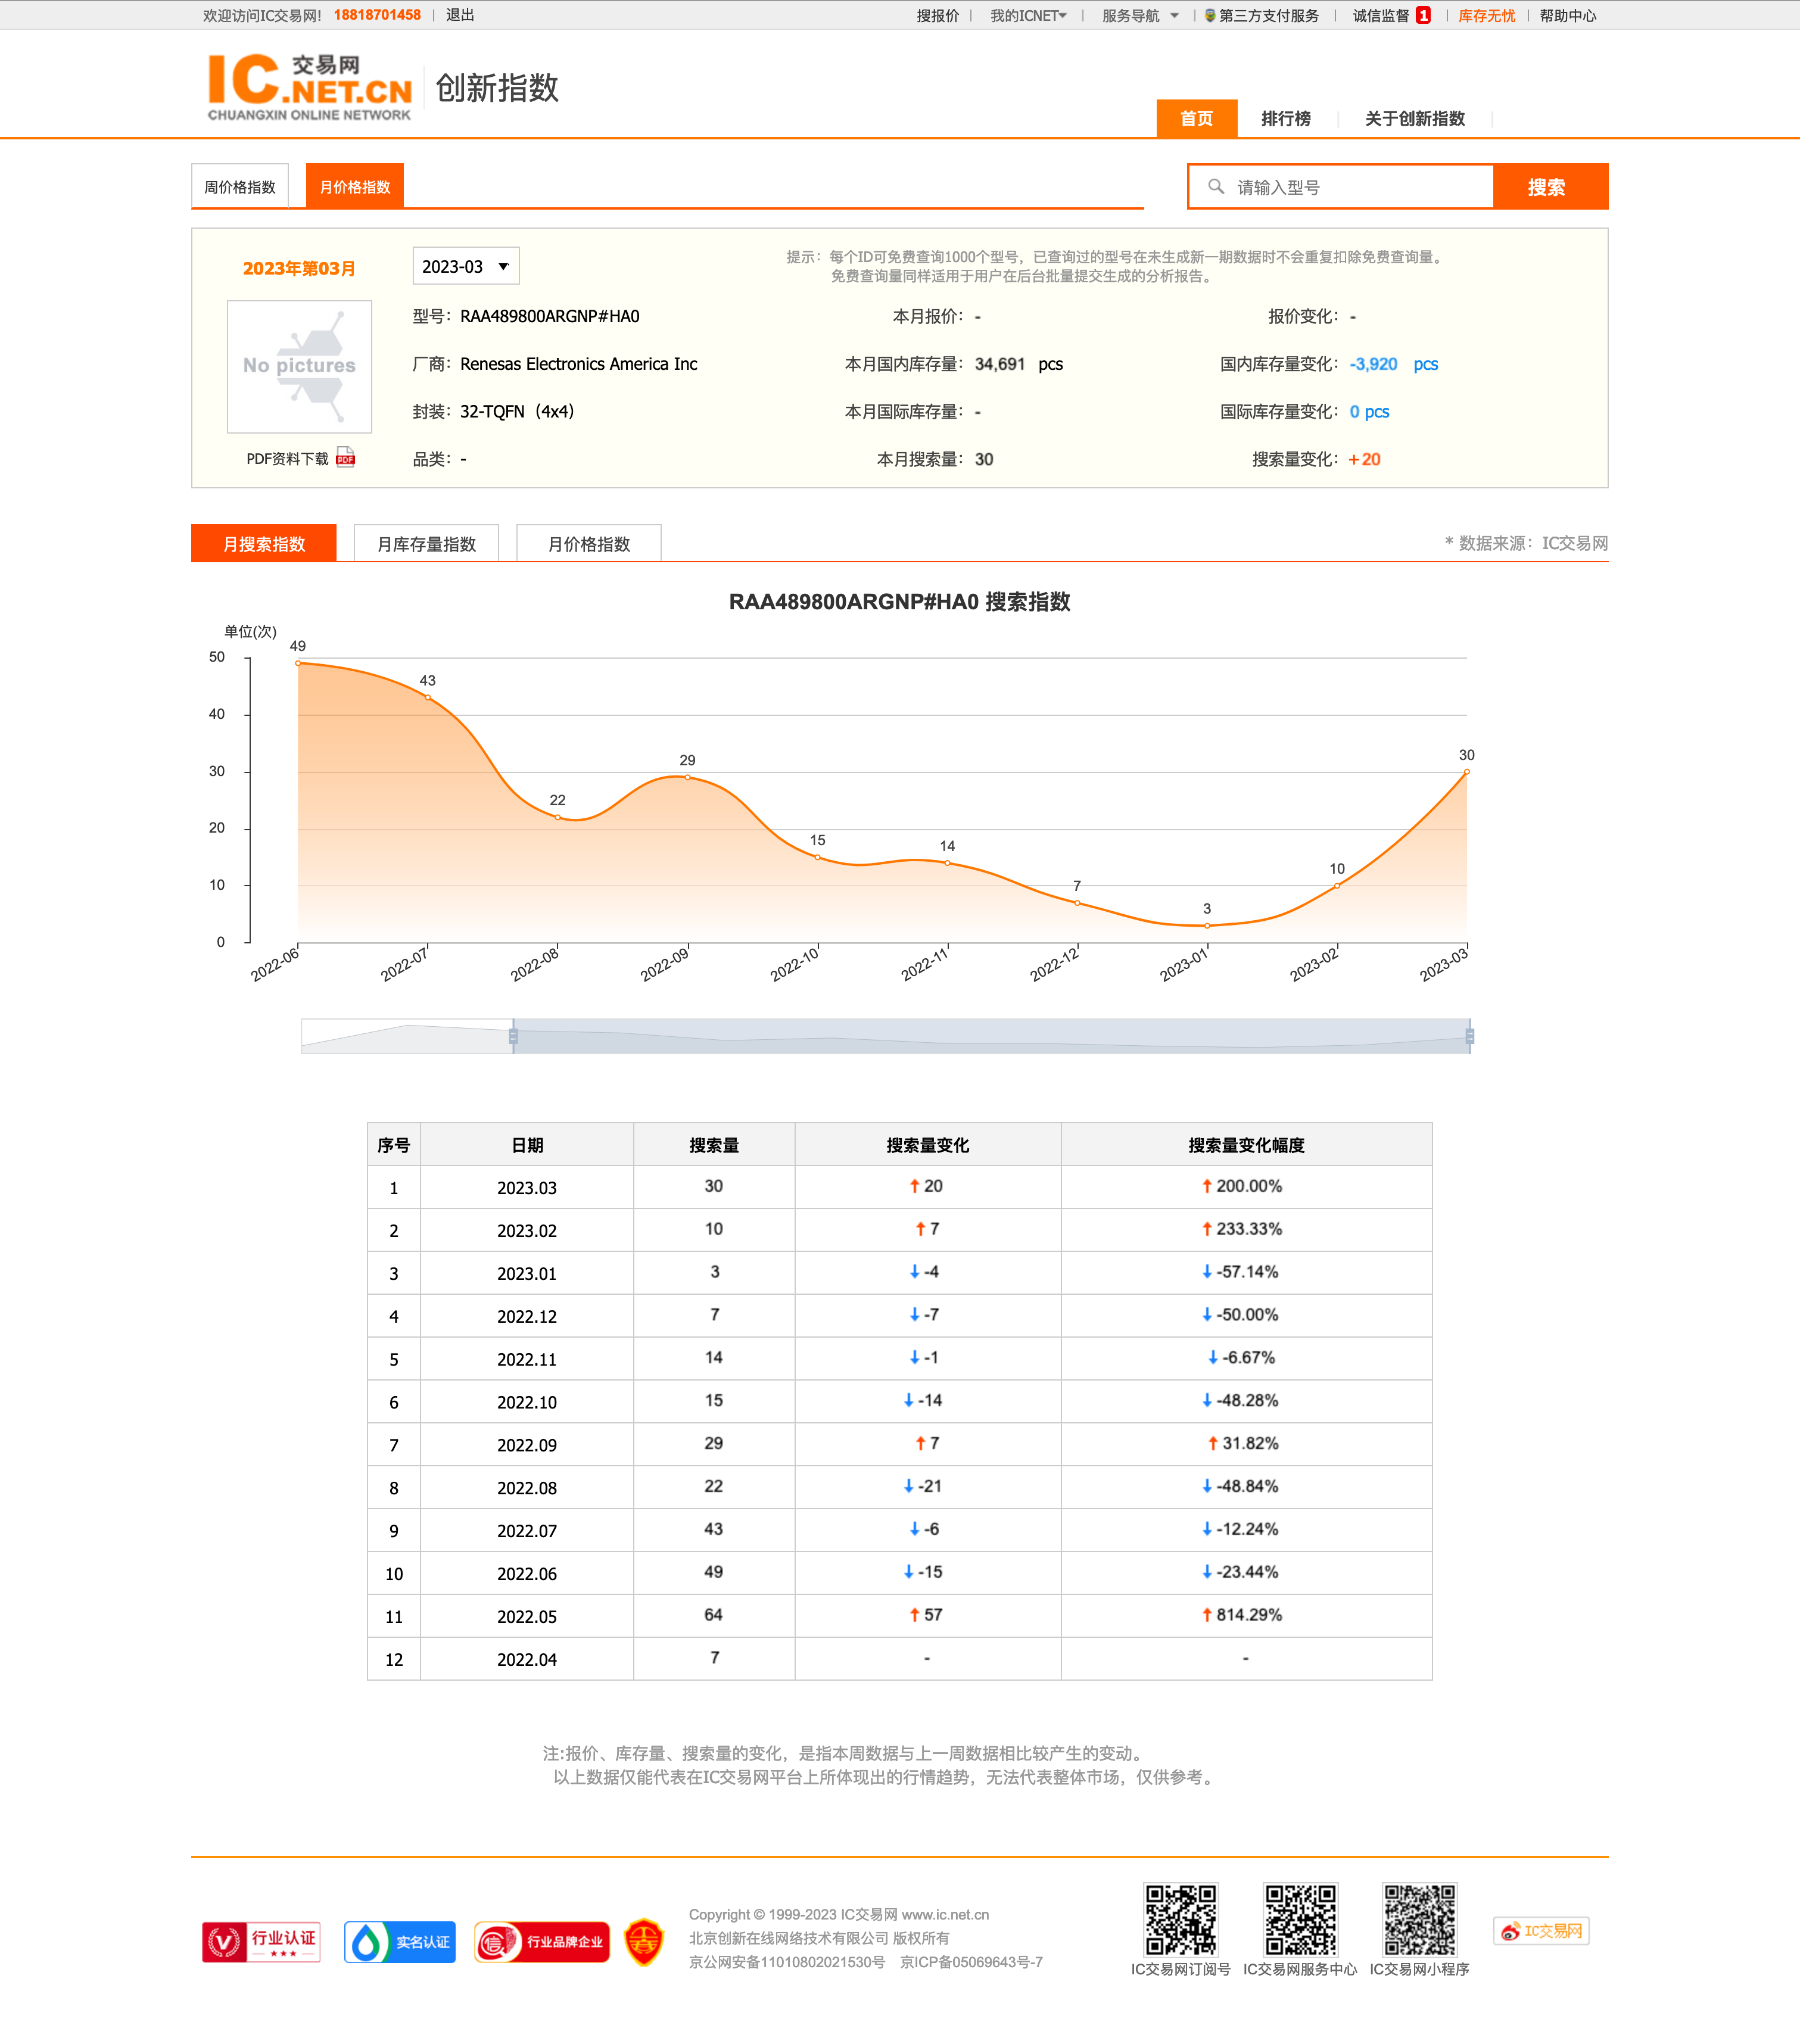 欢迎访问IC交易网! 18818701458 | 退出 搜报价 | 我的ICNET | 服务导航 | 第三方支付服务 | 诚信监督 1 | 库存无忧 | 帮助中心
IC交易网
.NET.CN
CHUANGXIN ONLINE NETWORK
创新指数
首页 排行榜 关于创新指数
周价格指数 月价格指数 请输入型号 搜索
2023年第03月 2023-03
提示：每个ID可免费查询1000个型号，已查询过的型号在未生成新一期数据时不会重复扣除免费查询量。
免费查询量同样适用于用户在后台批量提交生成的分析报告。
No pictures
PDF资料下载 PDF
型号：RAA489800ARGNP#HA0 本月报价：- 报价变化：-
厂商：Renesas Electronics America Inc 本月国内库存量：34,691 pcs 国内库存量变化：-3,920 pcs
封装：32-TQFN（4x4） 本月国际库存量：- 国际库存量变化：0 pcs
品类：- 本月搜索量：30 搜索量变化：+20
月搜索指数 月库存量指数 月价格指数 * 数据来源：IC交易网
RAA489800ARGNP#HA0 搜索指数
单位(次)
50
40
30
20
10
0
49 43 22 29 15 14 7 3 10 30
2022-06 2022-07 2022-08 2022-09 2022-10 2022-11 2022-12 2023-01 2023-02 2023-03
序号 日期 搜索量 搜索量变化 搜索量变化幅度
1 2023.03 30 ↑ 20 ↑ 200.00%
2 2023.02 10 ↑ 7 ↑ 233.33%
3 2023.01 3 ↓ -4 ↓ -57.14%
4 2022.12 7 ↓ -7 ↓ -50.00%
5 2022.11 14 ↓ -1 ↓ -6.67%
6 2022.10 15 ↓ -14 ↓ -48.28%
7 2022.09 29 ↑ 7 ↑ 31.82%
8 2022.08 22 ↓ -21 ↓ -48.84%
9 2022.07 43 ↓ -6 ↓ -12.24%
10 2022.06 49 ↓ -15 ↓ -23.44%
11 2022.05 64 ↑ 57 ↑ 814.29%
12 2022.04 7 - -
注:报价、库存量、搜索量的变化，是指本周数据与上一周数据相比较产生的变动。
以上数据仅能代表在IC交易网平台上所体现出的行情趋势，无法代表整体市场，仅供参考。
行业认证
实名认证
信 行业品牌企业
Copyright © 1999-2023 IC交易网 www.ic.net.cn
北京创新在线网络技术有限公司 版权所有
京公网安备11010802021530号 京ICP备05069643号-7
IC交易网订阅号 IC交易网服务中心 IC交易网小程序
IC交易网